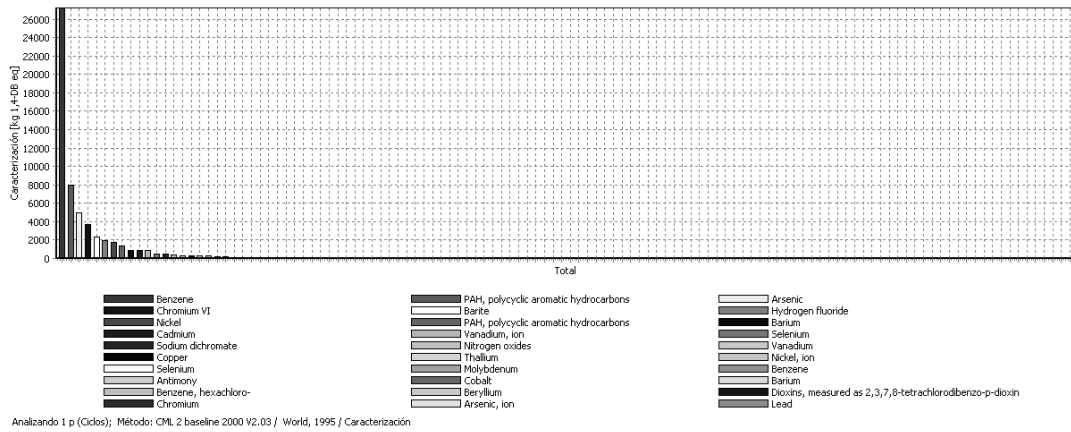 26000
24000
22000
20000
18000
16000
14000
12000
10000
8000
6000
4000
2000
0
Caracterización [kg 1,4-DB eq]
Total
Benzene PAH, polycyclic aromatic hydrocarbons Arsenic
Chromium VI Barite Hydrogen fluoride
Nickel PAH, polycyclic aromatic hydrocarbons Barium
Cadmium Vanadium, ion Selenium
Sodium dichromate Nitrogen oxides Vanadium
Copper Thallium Nickel, ion
Selenium Molybdenum Benzene
Antimony Cobalt Barium
Benzene, hexachloro- Beryllium Dioxins, measured as 2,3,7,8-tetrachlorodibenzo-p-dioxin
Chromium Arsenic, ion Lead
Analizando 1 p (Ciclos); Método: CML 2 baseline 2000 V2.03 / World, 1995 / Caracterización